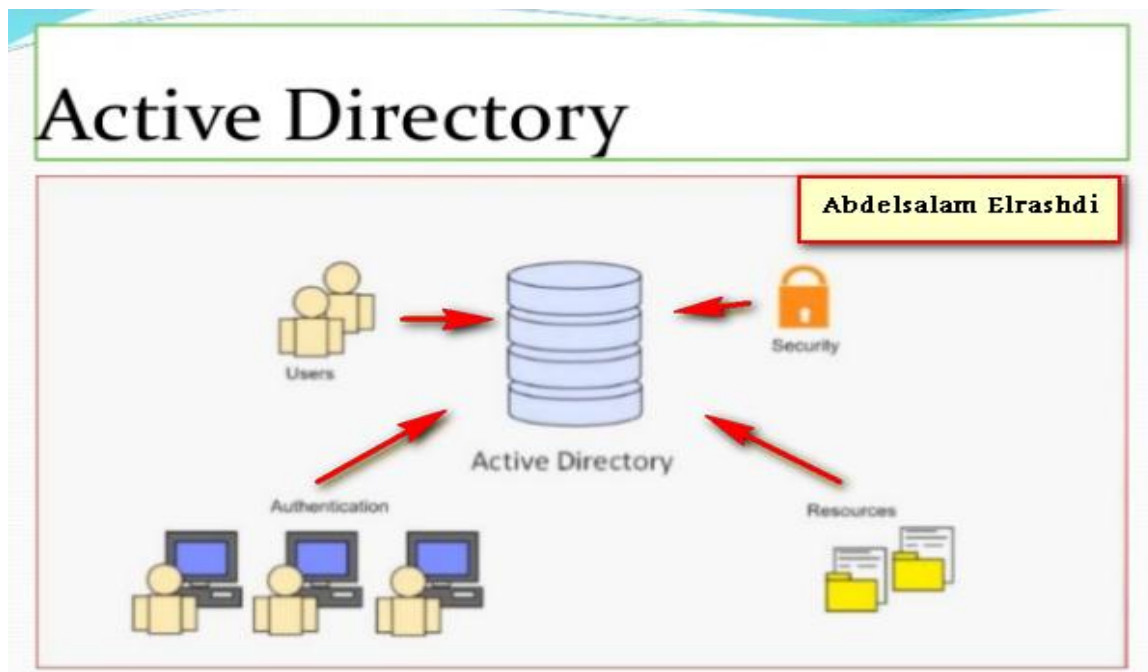 Active Directory
Abdelsalam Elrashdi
Users
Security
Active Directory
Authentication
Resources